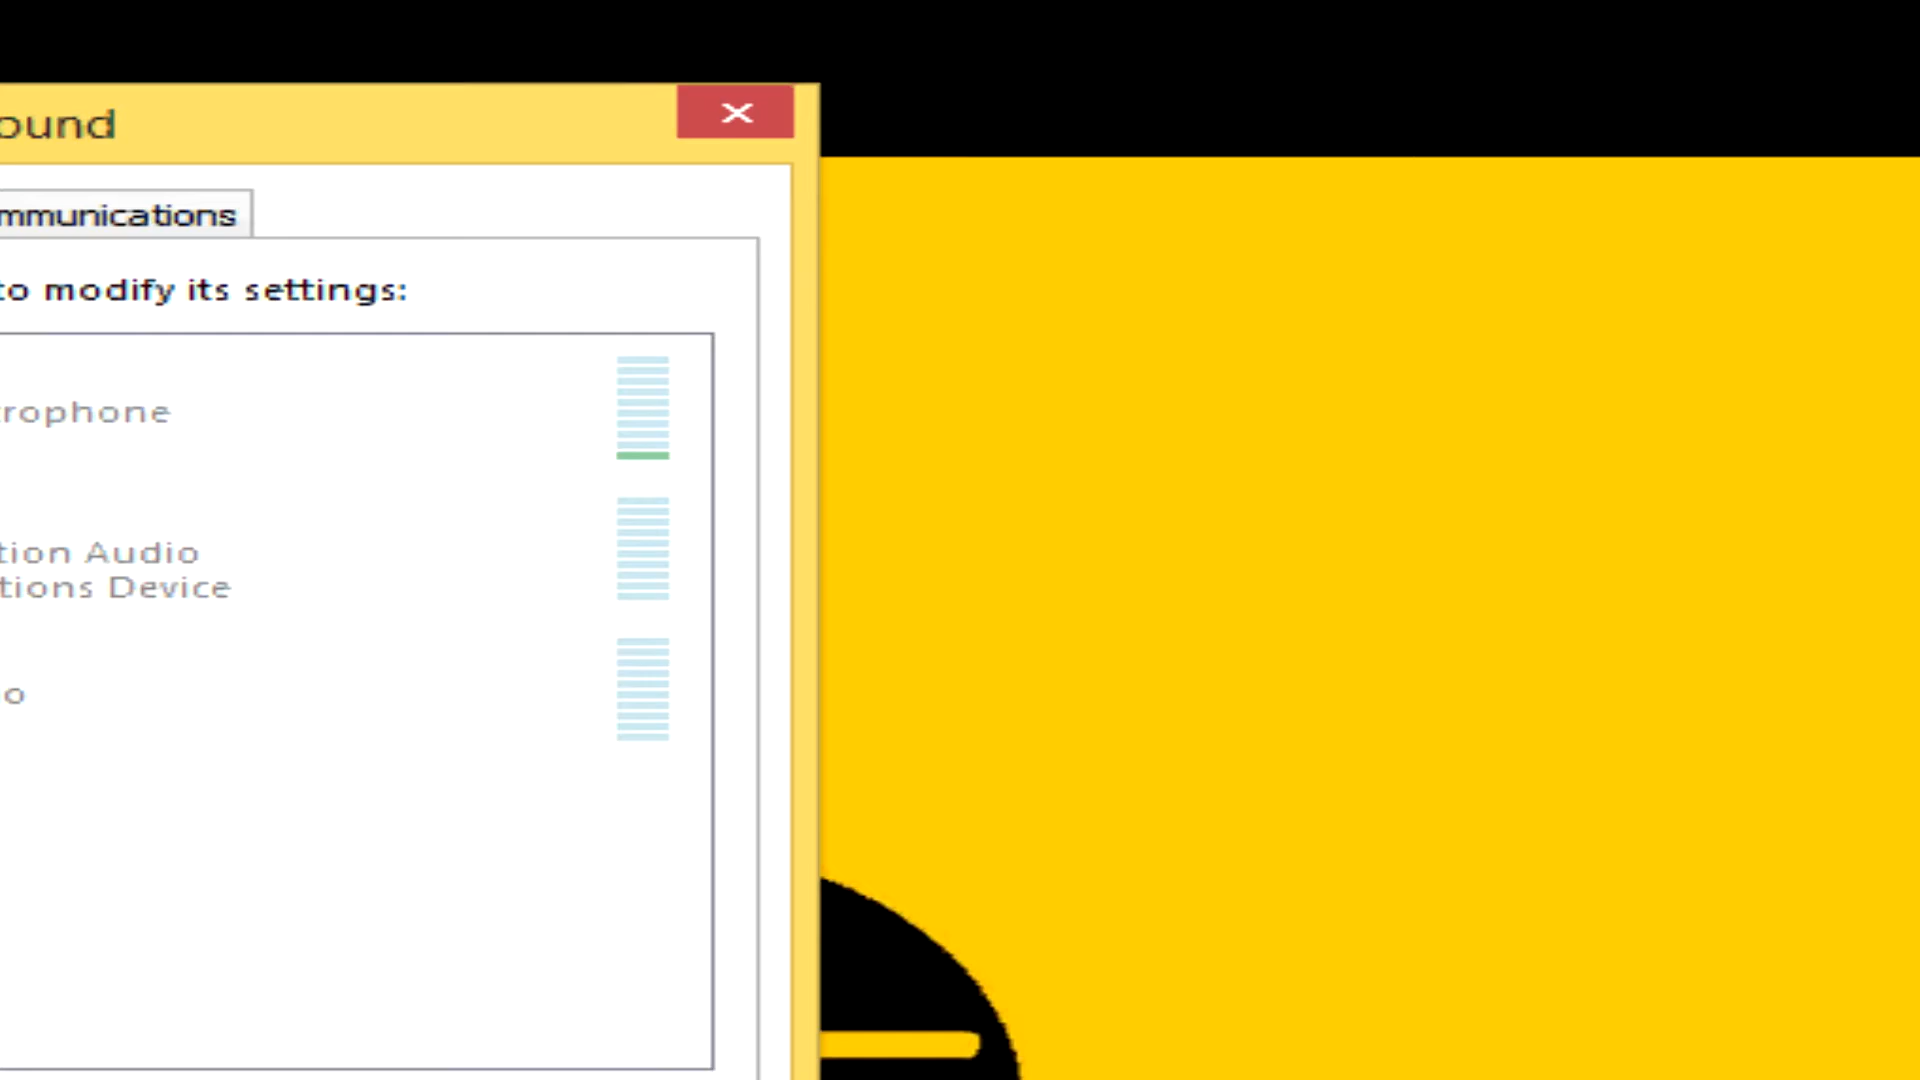 ound
mmunications
to modify its settings:
rophone
tion Audio
tions Device
o